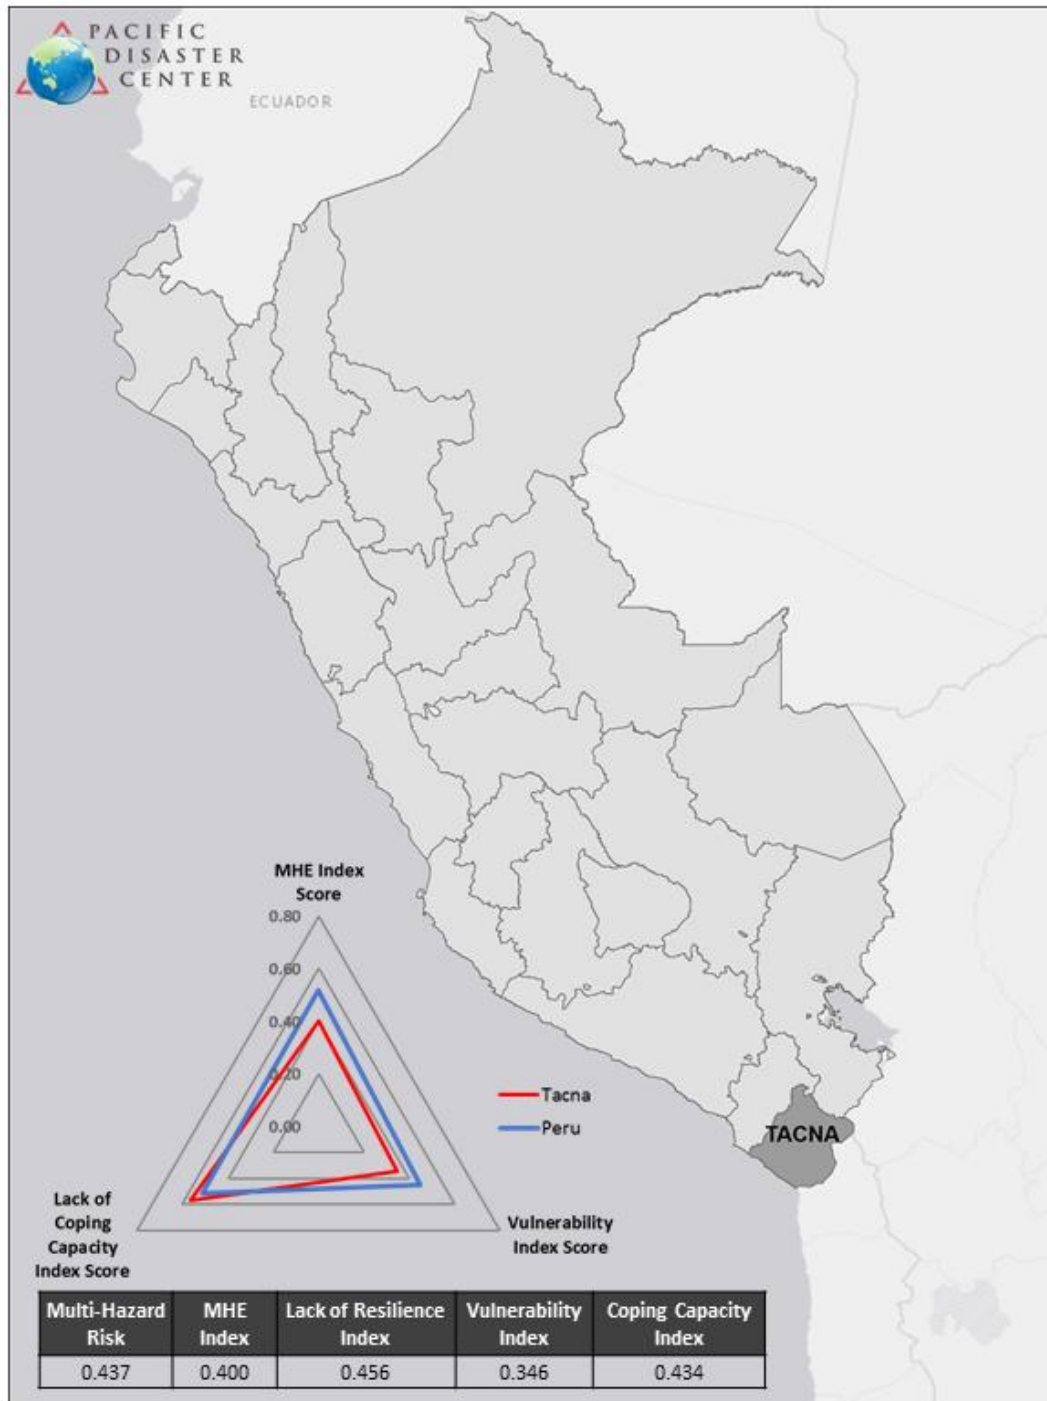 PACIFIC
DISASTER
CENTER
ECUADOR
MHE Index
Score
0.80
0.60
0.40
0.20
0.00
Tacna
Peru
TACNA
Lack of
Coping
Capacity
Index Score
Vulnerability
Index Score
Multi-Hazard Risk MHE Index Lack of Resilience Index Vulnerability Index Coping Capacity Index
0.437 0.400 0.456 0.346 0.434